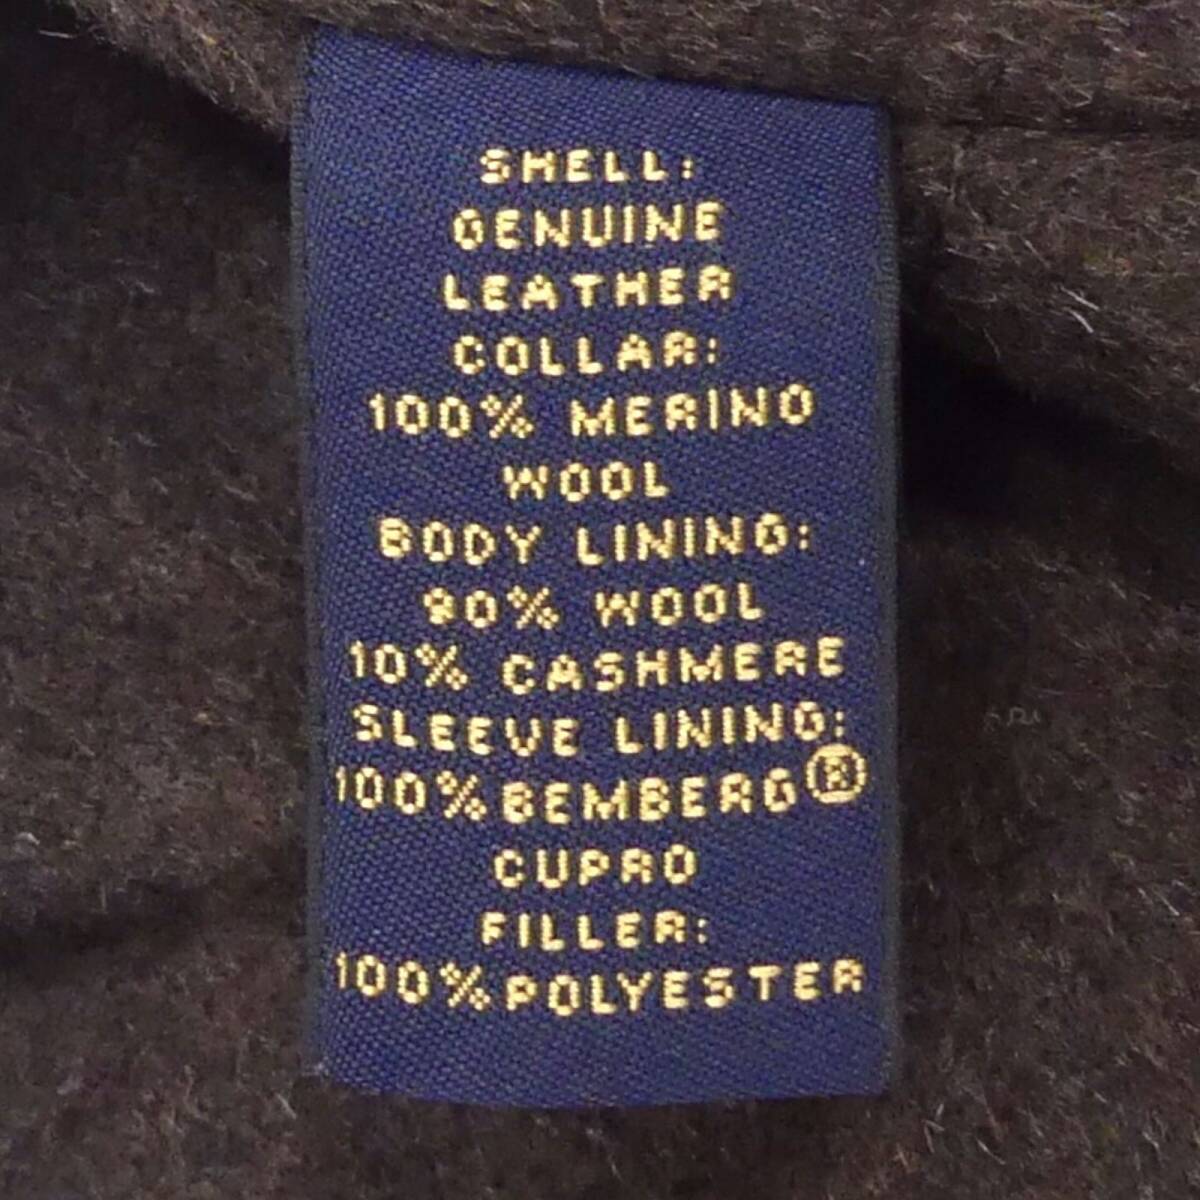 SHELL:
GENUINE
LEATHER
COLLAR:
100% MERINO
WOOL
BODY LINING:
90% WOOL
10% CASHMERE
SLEEVE LINING:
100% BEMBERG®
CUPRO
FILLER:
100% POLYESTER